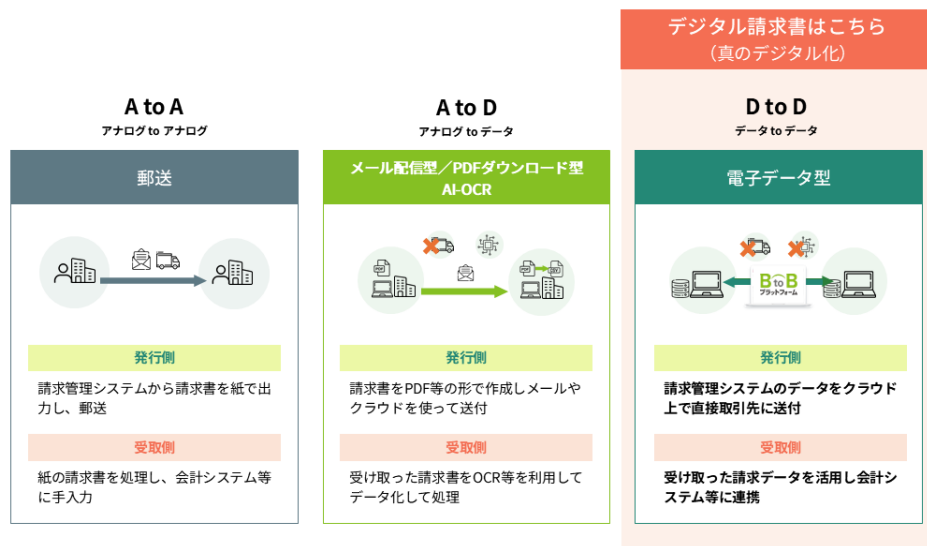 デジタル請求書はこちら
（真のデジタル化）
A to A
アナログ to アナログ
郵送
発行側
請求管理システムから請求書を紙で出
力し、郵送
受取側
紙の請求書を処理し、会計システム等
に手入力
A to D
アナログ to データ
メール配信型／PDFダウンロード型
AI-OCR
PDF
PDF
発行側
請求書をPDF等の形で作成しメールや
クラウドを使って送付
受取側
受け取った請求書をOCR等を利用して
データ化して処理
D to D
データ to データ
電子データ型
B to B
プラットフォーム
発行側
請求管理システムのデータをクラウド
上で直接取引先に送付
受取側
受け取った請求データを活用し会計シ
ステム等に連携